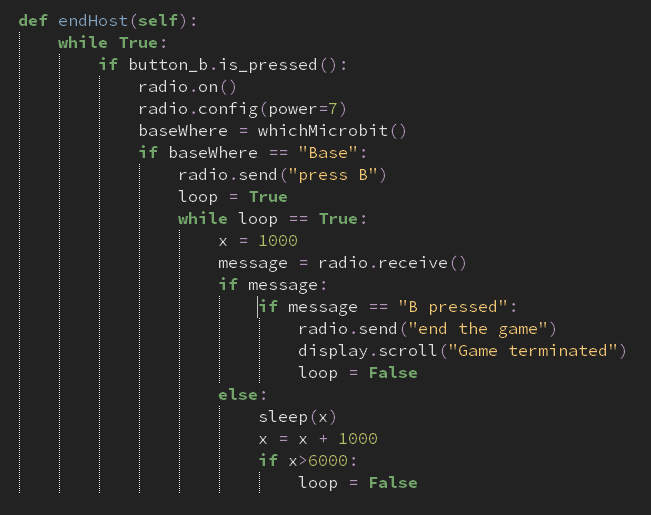 def endHost(self):
    while True:
        if button_b.is_pressed():
            radio.on()
            radio.config(power=7)
            baseWhere = whichMicrobit()
            if baseWhere == "Base":
                radio.send("press B")
                loop = True
                while loop == True:
                    x = 1000
                    message = radio.receive()
                    if message:
                        if message == "B pressed":
                            radio.send("end the game")
                            display.scroll("Game terminated")
                            loop = False
                    else:
                        sleep(x)
                        x = x + 1000
                        if x>6000:
                            loop = False